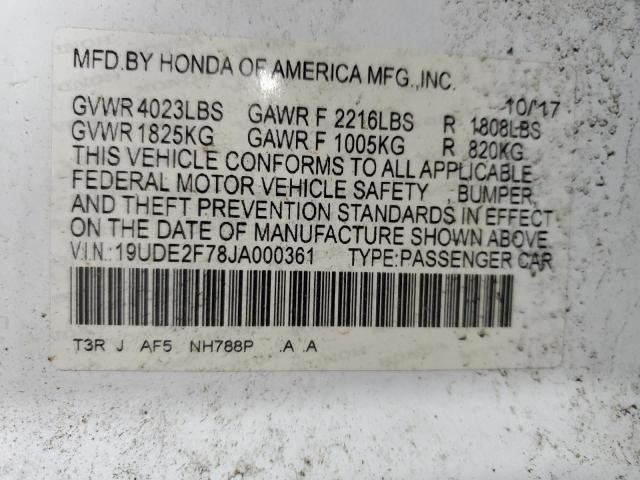 MFD.BY HONDA OF AMERICA MFG.,INC.
10/17
GVWR 4023LBS GAWR F 2216LBS R 1808LBS
GVWR 1825KG GAWR F 1005KG R 820KG
THIS VEHICLE CONFORMS TO ALL APPLICABLE
FEDERAL MOTOR VEHICLE SAFETY , BUMPER,
AND THEFT PREVENTION STANDARDS IN EFFECT
ON THE DATE OF MANUFACTURE SHOWN ABOVE.
V.I.N.:19UDE2F78JA000361 TYPE:PASSENGER CAR
T3R J AF5 NH788P .A .A